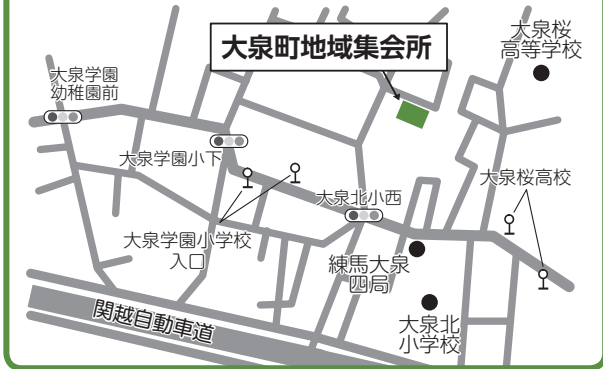 大泉町地域集会所
大泉桜
高等学校
大泉学園
幼稚園前
大泉学園小下
大泉北小西
大泉桜高校
大泉学園小学校
入口
練馬大泉
四局
関越自動車道
大泉北
小学校